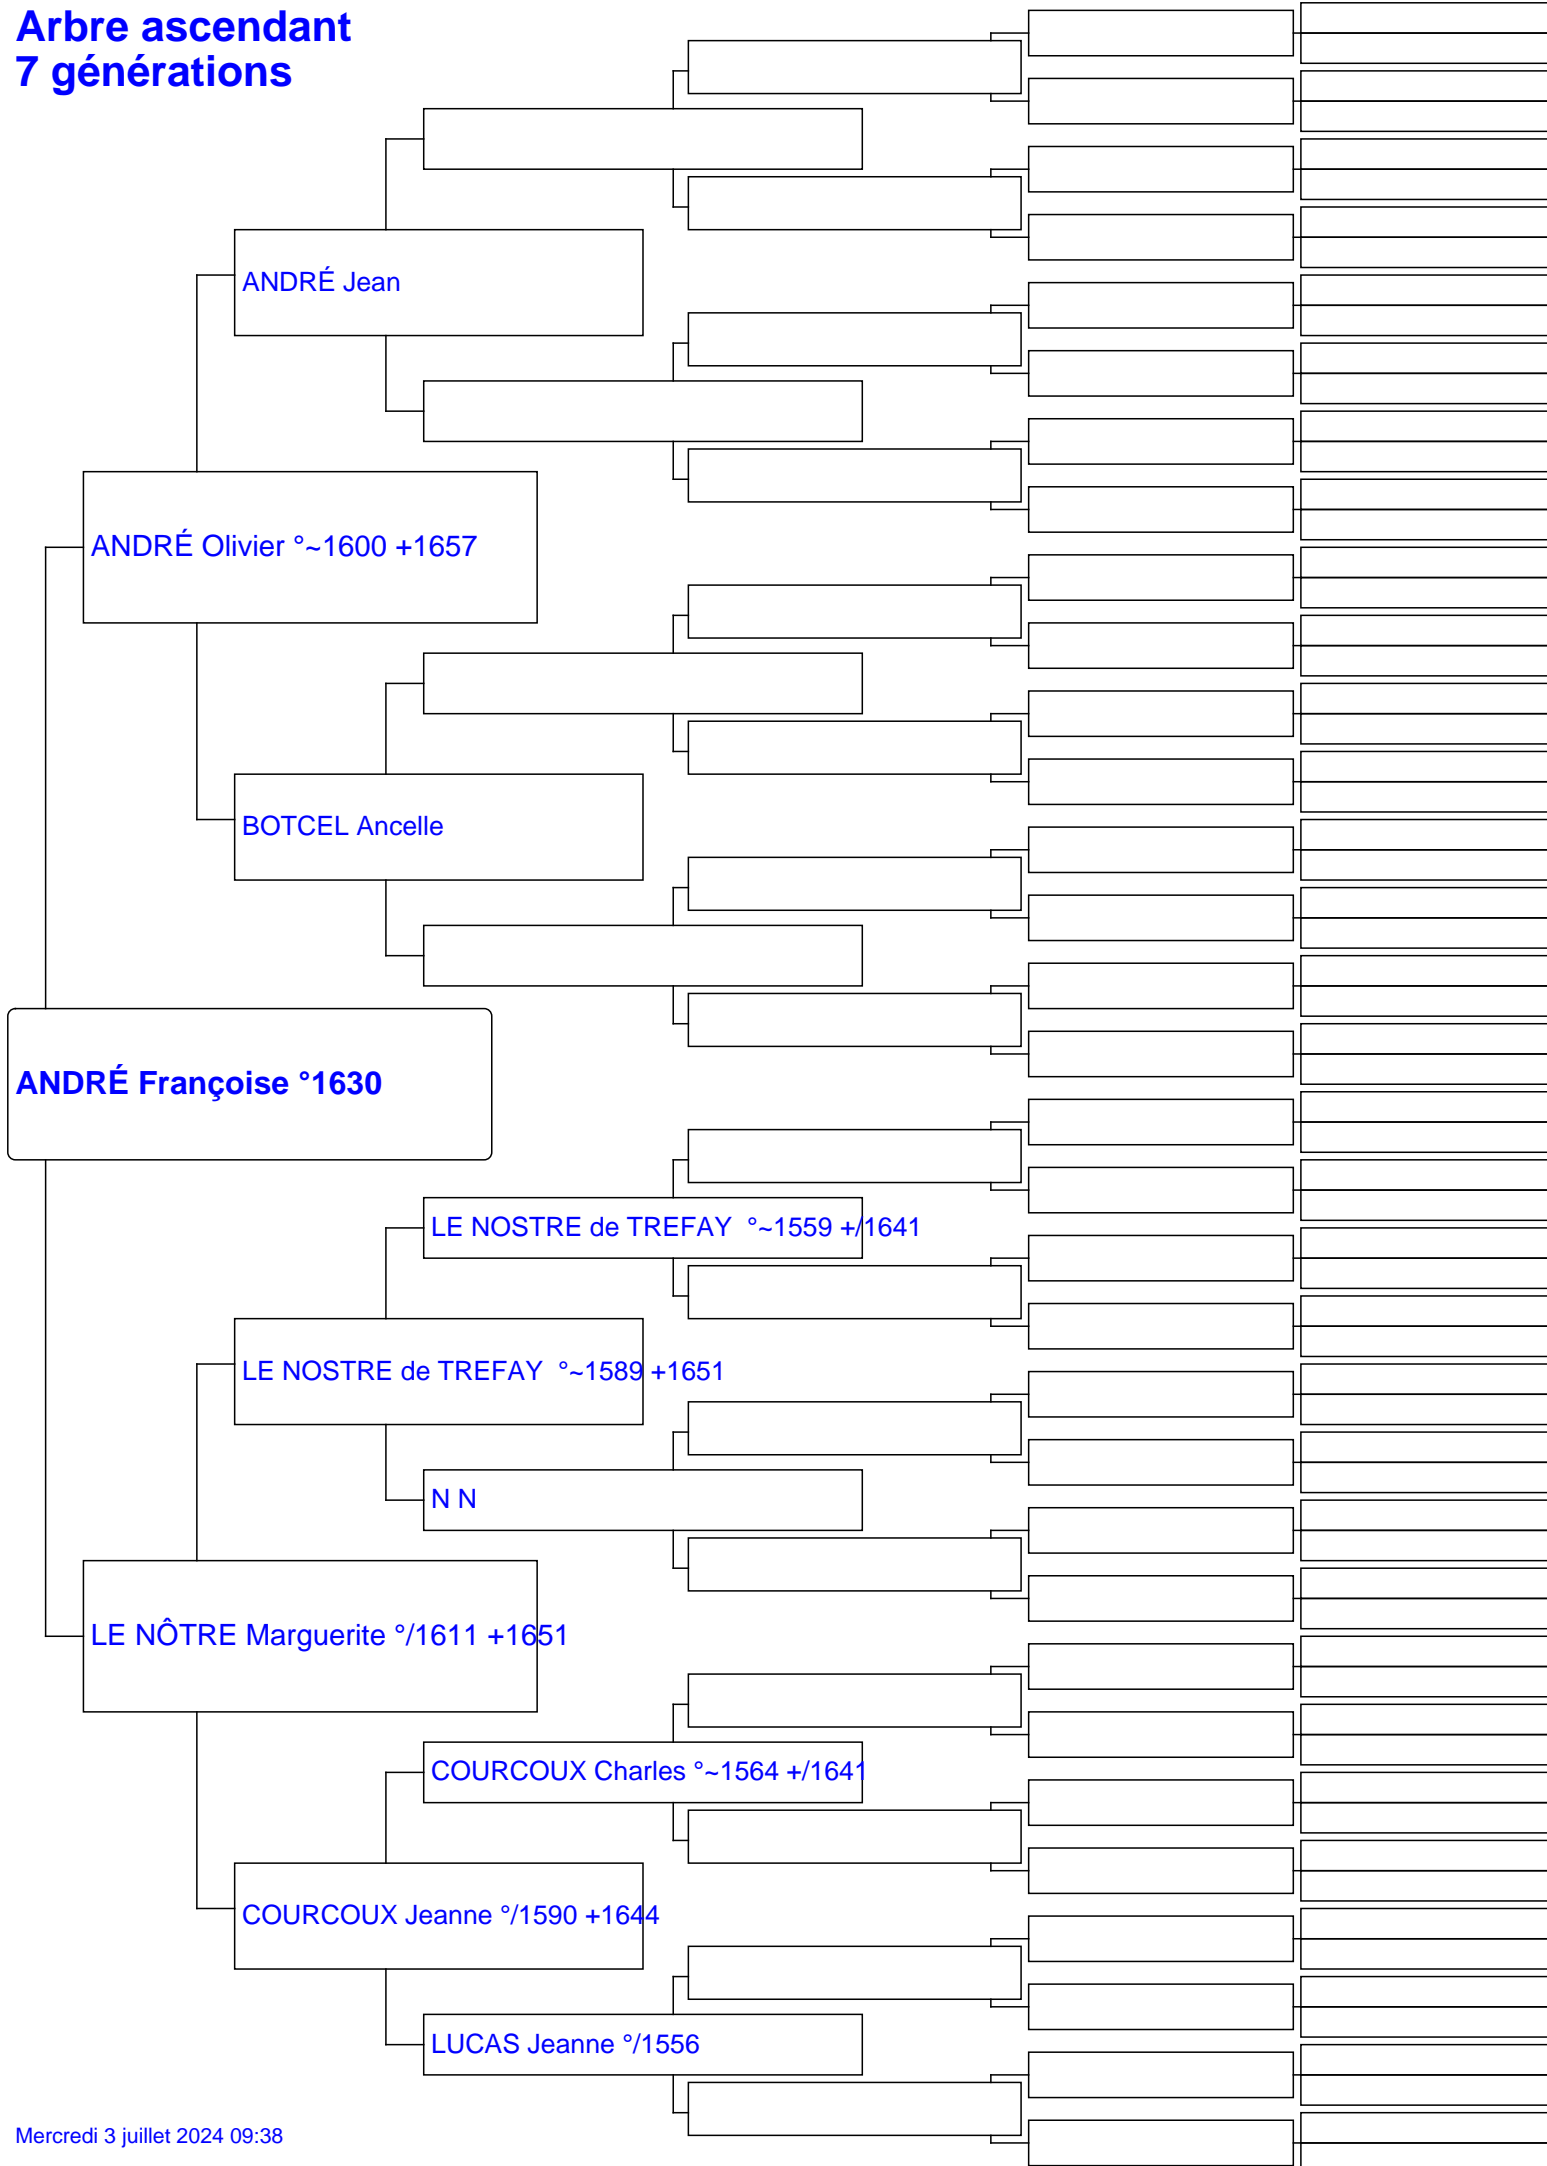 Arbre ascendant
7 générations
ANDRÉ Jean
ANDRÉ Olivier °~1600 +1657
BOTCEL Ancelle
ANDRÉ Françoise °1630
LE NOSTRE de TREFAY  °~1559 +/1641
LE NOSTRE de TREFAY  °~1589 +1651
N N
LE NÔTRE Marguerite °/1611 +1651
COURCOUX Charles °~1564 +/1641
COURCOUX Jeanne °/1590 +1644
LUCAS Jeanne °/1556
Mercredi 3 juillet 2024 09:38